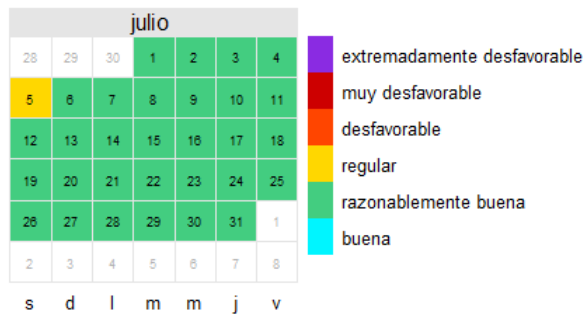 julio
28 29 30 1 2 3 4
5 6 7 8 9 10 11
12 13 14 15 16 17 18
19 20 21 22 23 24 25
26 27 28 29 30 31 1
2 3 4 5 6 7 8
s d l m m j v
extremadamente desfavorable
muy desfavorable
desfavorable
regular
razonablemente buena
buena